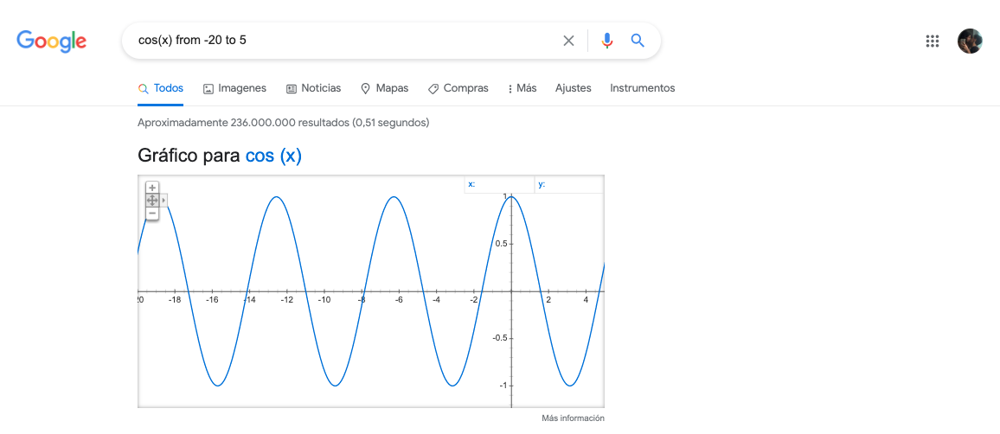 Google
cos(x) from -20 to 5
Todos Imagenes Noticias Mapas Compras Más Ajustes Instrumentos
Aproximadamente 236.000.000 resultados (0,51 segundos)
Gráfico para cos (x)
x: y:
1
0.5
-18 -16 -14 -12 -10 -8 -6 -4 -2 2 4
-0.5
-1
Más información